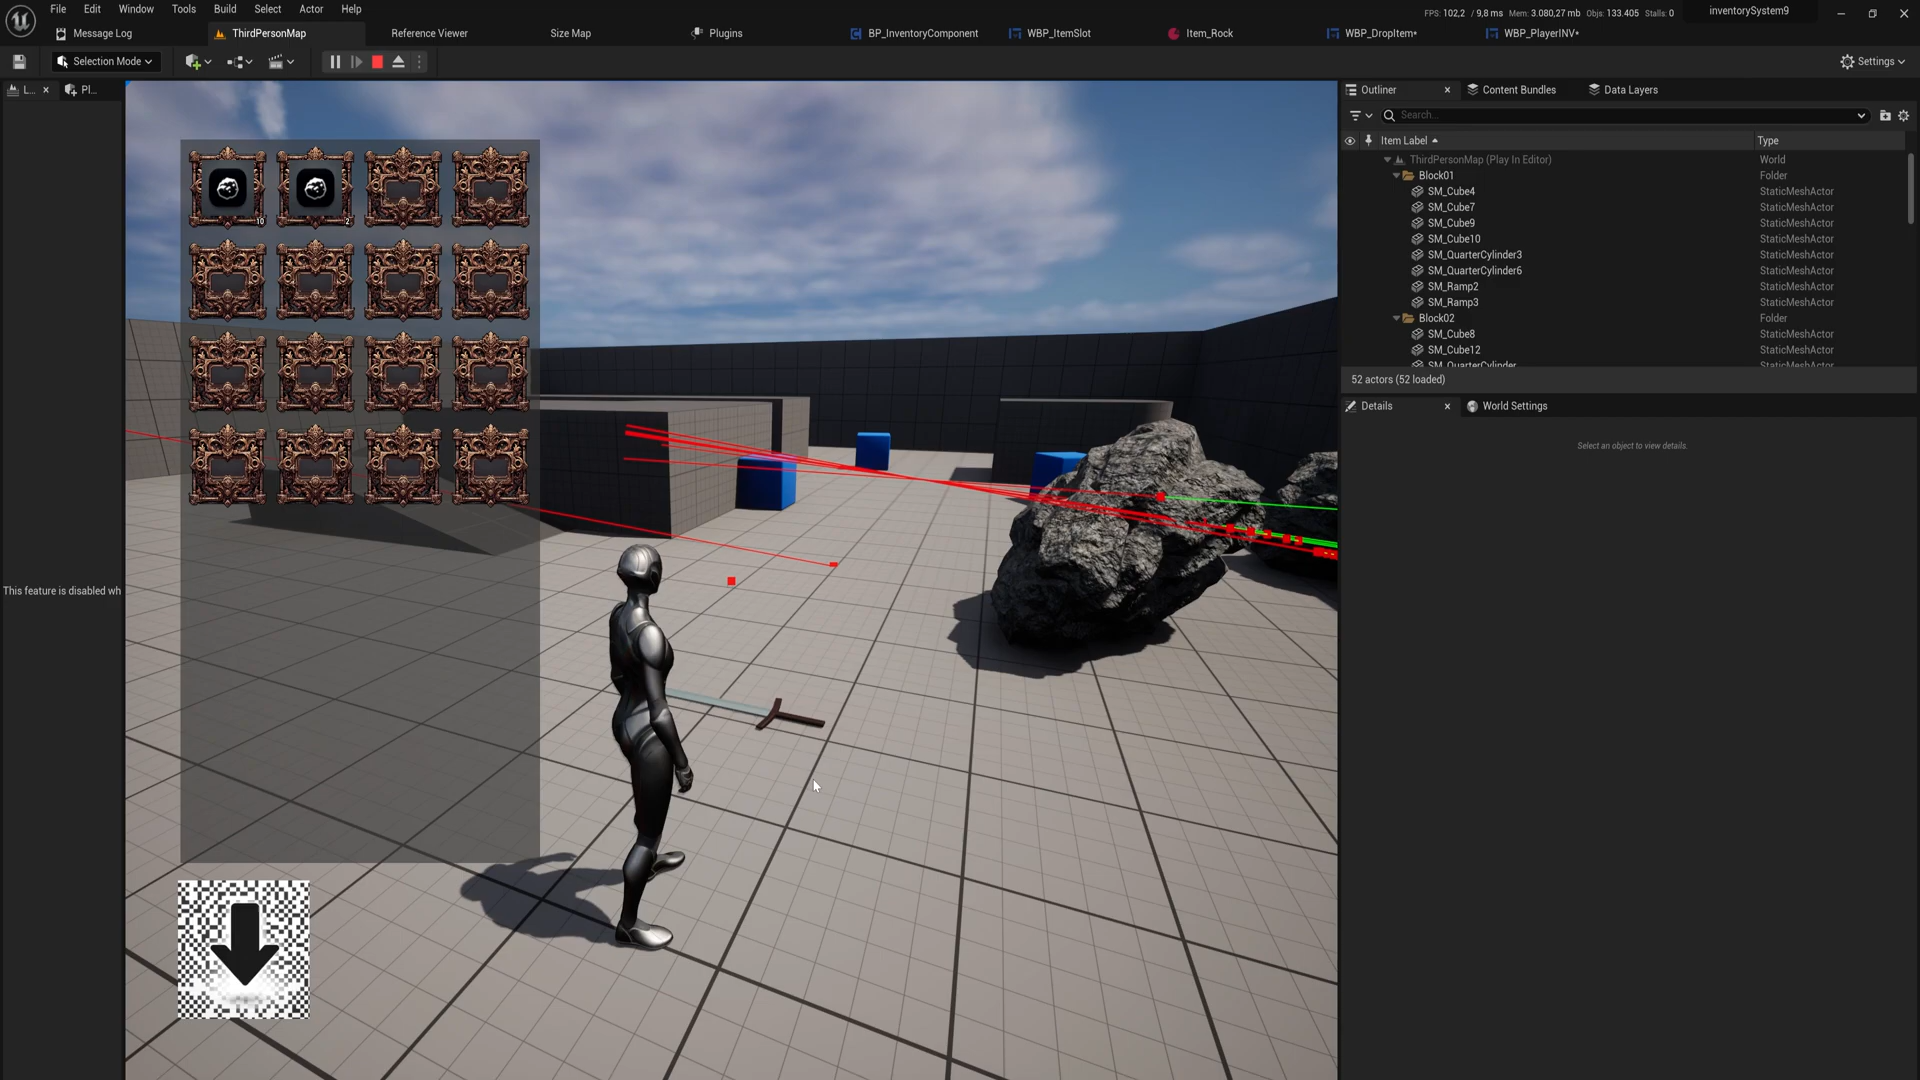 File Edit Window Tools Build Select Actor Help
FPS: 102,2 / 9,8 ms Mem: 3.080,27 mb Objs: 133.405 Stalls: 0
inventorySystem9
Message Log
ThirdPersonMap
Reference Viewer
Size Map
Plugins
BP_InventoryComponent
WBP_ItemSlot
Item_Rock
WBP_DropItem*
WBP_PlayerINV*
Selection Mode
Settings
L...
Pl...
Outliner
Content Bundles
Data Layers
Search...
Item Label
Type
ThirdPersonMap (Play In Editor) World
Block01 Folder
SM_Cube4 StaticMeshActor
SM_Cube7 StaticMeshActor
SM_Cube9 StaticMeshActor
SM_Cube10 StaticMeshActor
SM_QuarterCylinder3 StaticMeshActor
SM_QuarterCylinder6 StaticMeshActor
SM_Ramp2 StaticMeshActor
SM_Ramp3 StaticMeshActor
Block02 Folder
SM_Cube8 StaticMeshActor
SM_Cube12 StaticMeshActor
SM_QuarterCylinder StaticMeshActor
52 actors (52 loaded)
Details
World Settings
Select an object to view details.
10
2
This feature is disabled wh